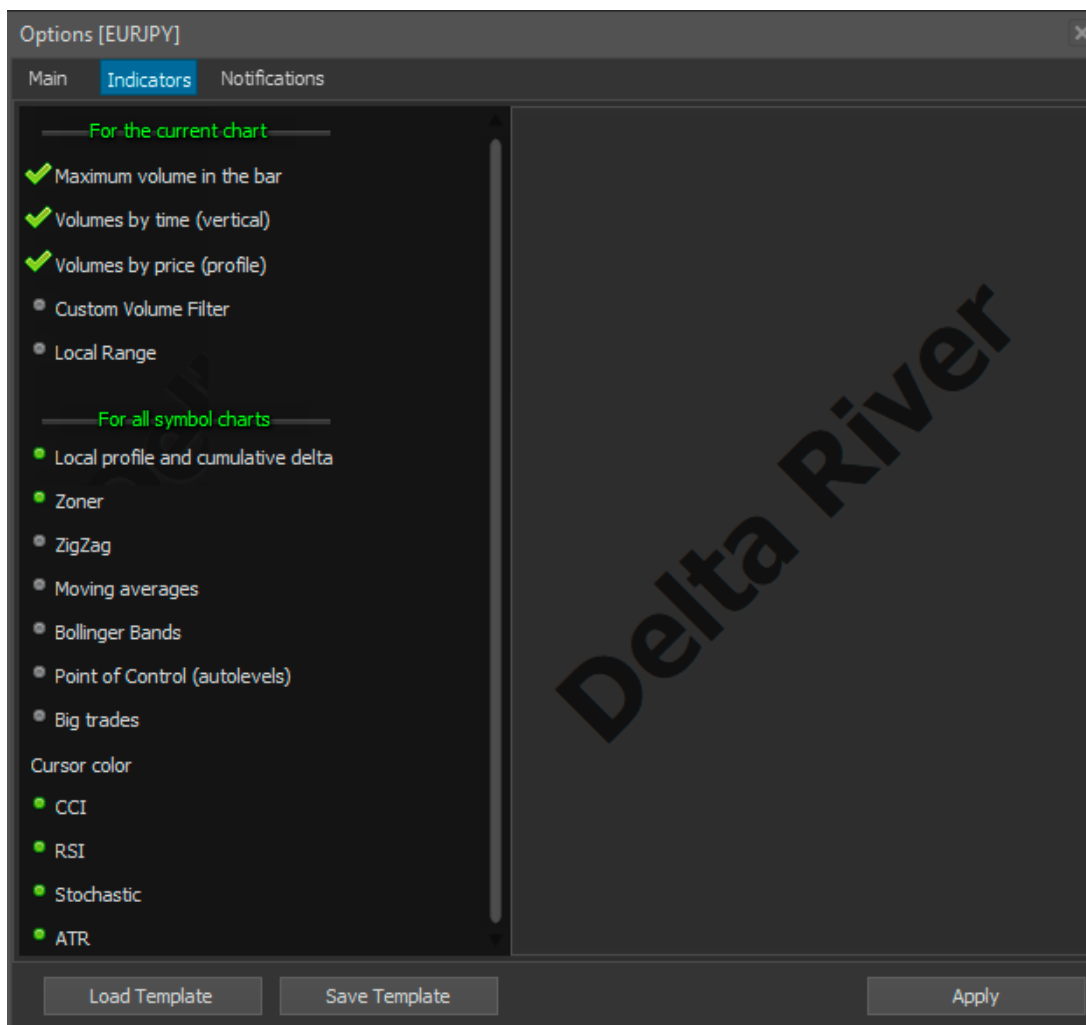 Options [EURJPY]
Main Indicators Notifications
For the current chart
Maximum volume in the bar
Volumes by time (vertical)
Volumes by price (profile)
Custom Volume Filter
Local Range
For all symbol charts
Local profile and cumulative delta
Zoner
ZigZag
Moving averages
Bollinger Bands
Point of Control (autolevels)
Big trades
Cursor color
CCI
RSI
Stochastic
ATR
Delta River
Load Template Save Template Apply